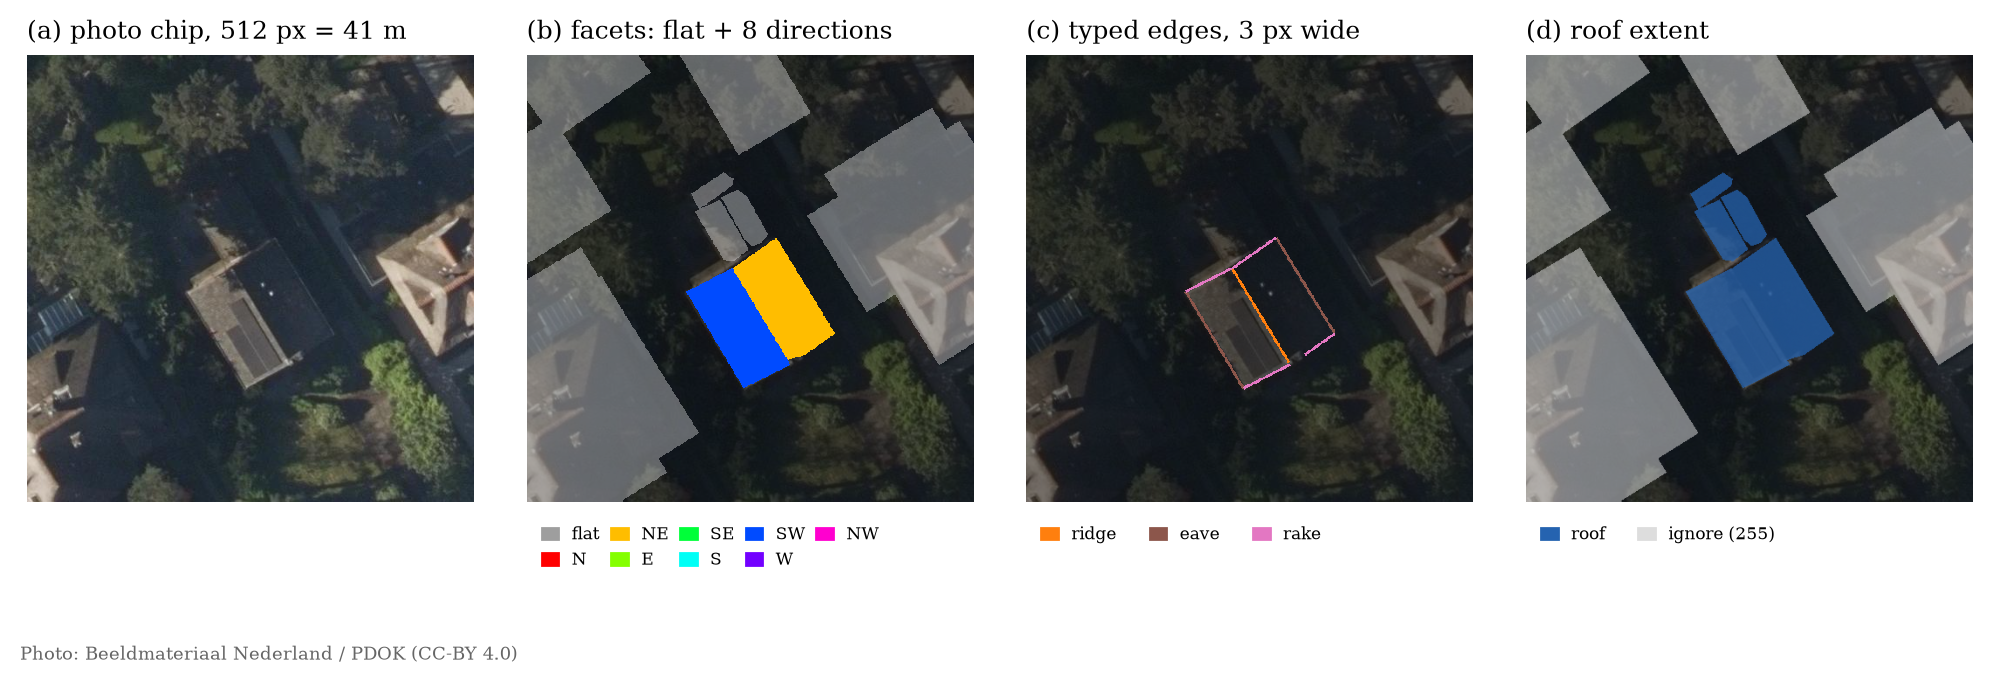 (a) photo chip, 512 px = 41 m
(b) facets: flat + 8 directions
(c) typed edges, 3 px wide
(d) roof extent
flat
NE
SE
SW
NW
N
E
S
W
ridge
eave
rake
roof
ignore (255)
Photo: Beeldmateriaal Nederland / PDOK (CC-BY 4.0)